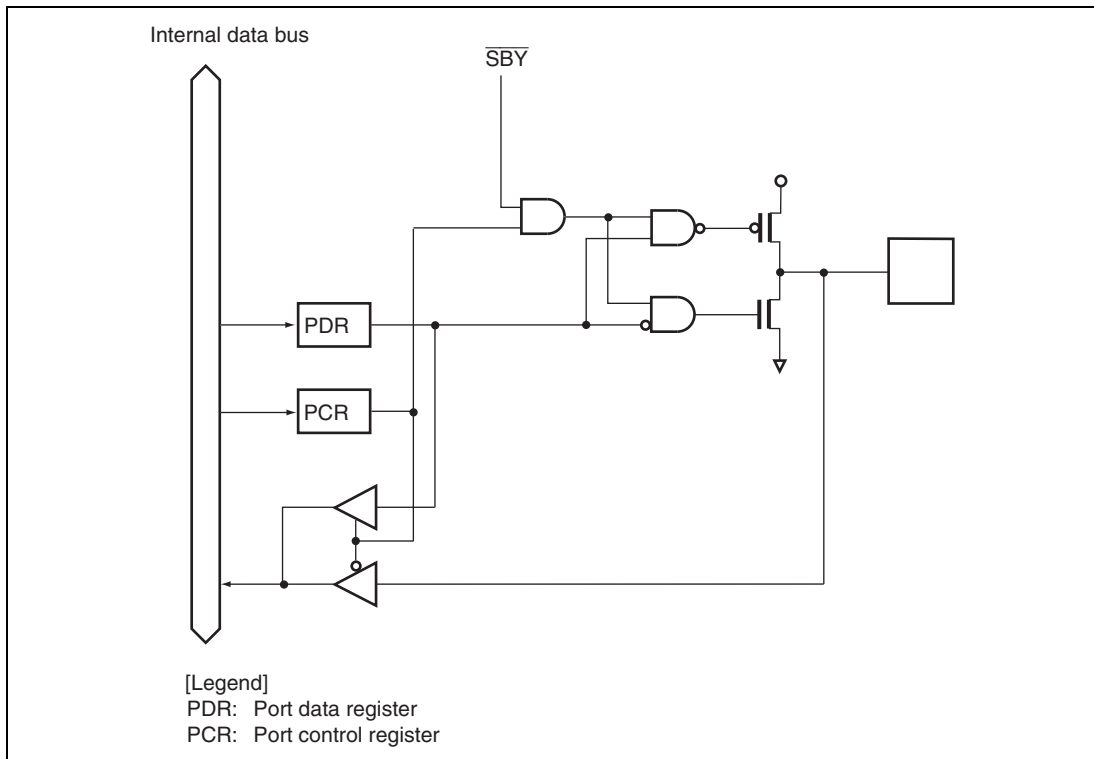 Internal data bus
SBY
PDR
PCR
[Legend]
PDR: Port data register
PCR: Port control register